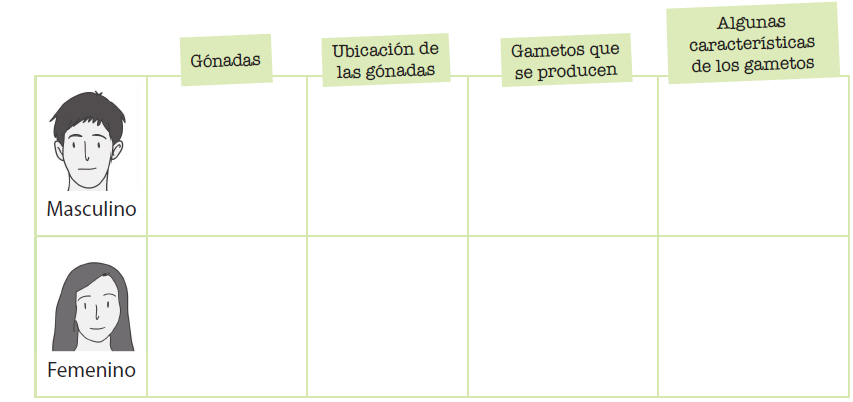 Gónadas
Ubicación de
las gónadas
Gametos que
se producen
Algunas
características
de los gametos
Masculino
Femenino